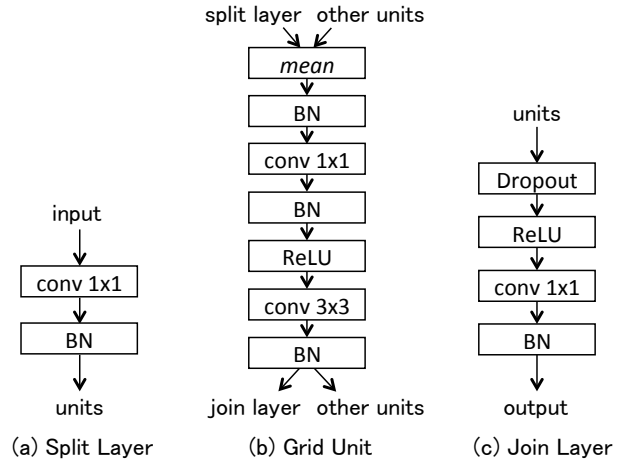 input
conv 1x1
BN
units
(a) Split Layer
split layer other units
mean
BN
conv 1x1
BN
ReLU
conv 3x3
BN
join layer other units
(b) Grid Unit
units
Dropout
ReLU
conv 1x1
BN
output
(c) Join Layer